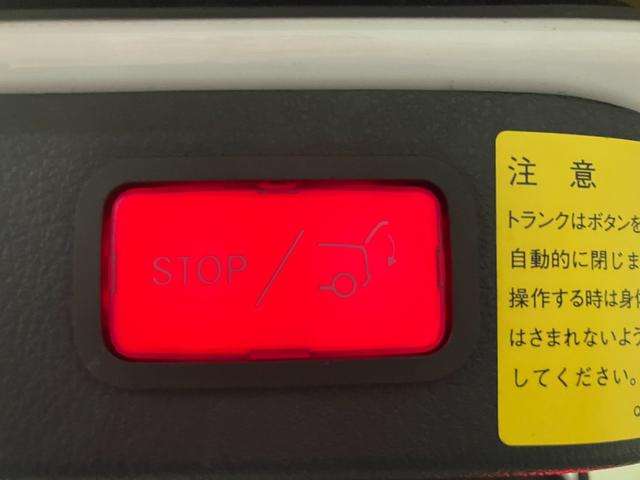 STOP
注意
トランクはボタンを
自動的に閉じま
操作する時は身体
はさまれないよう
してください。